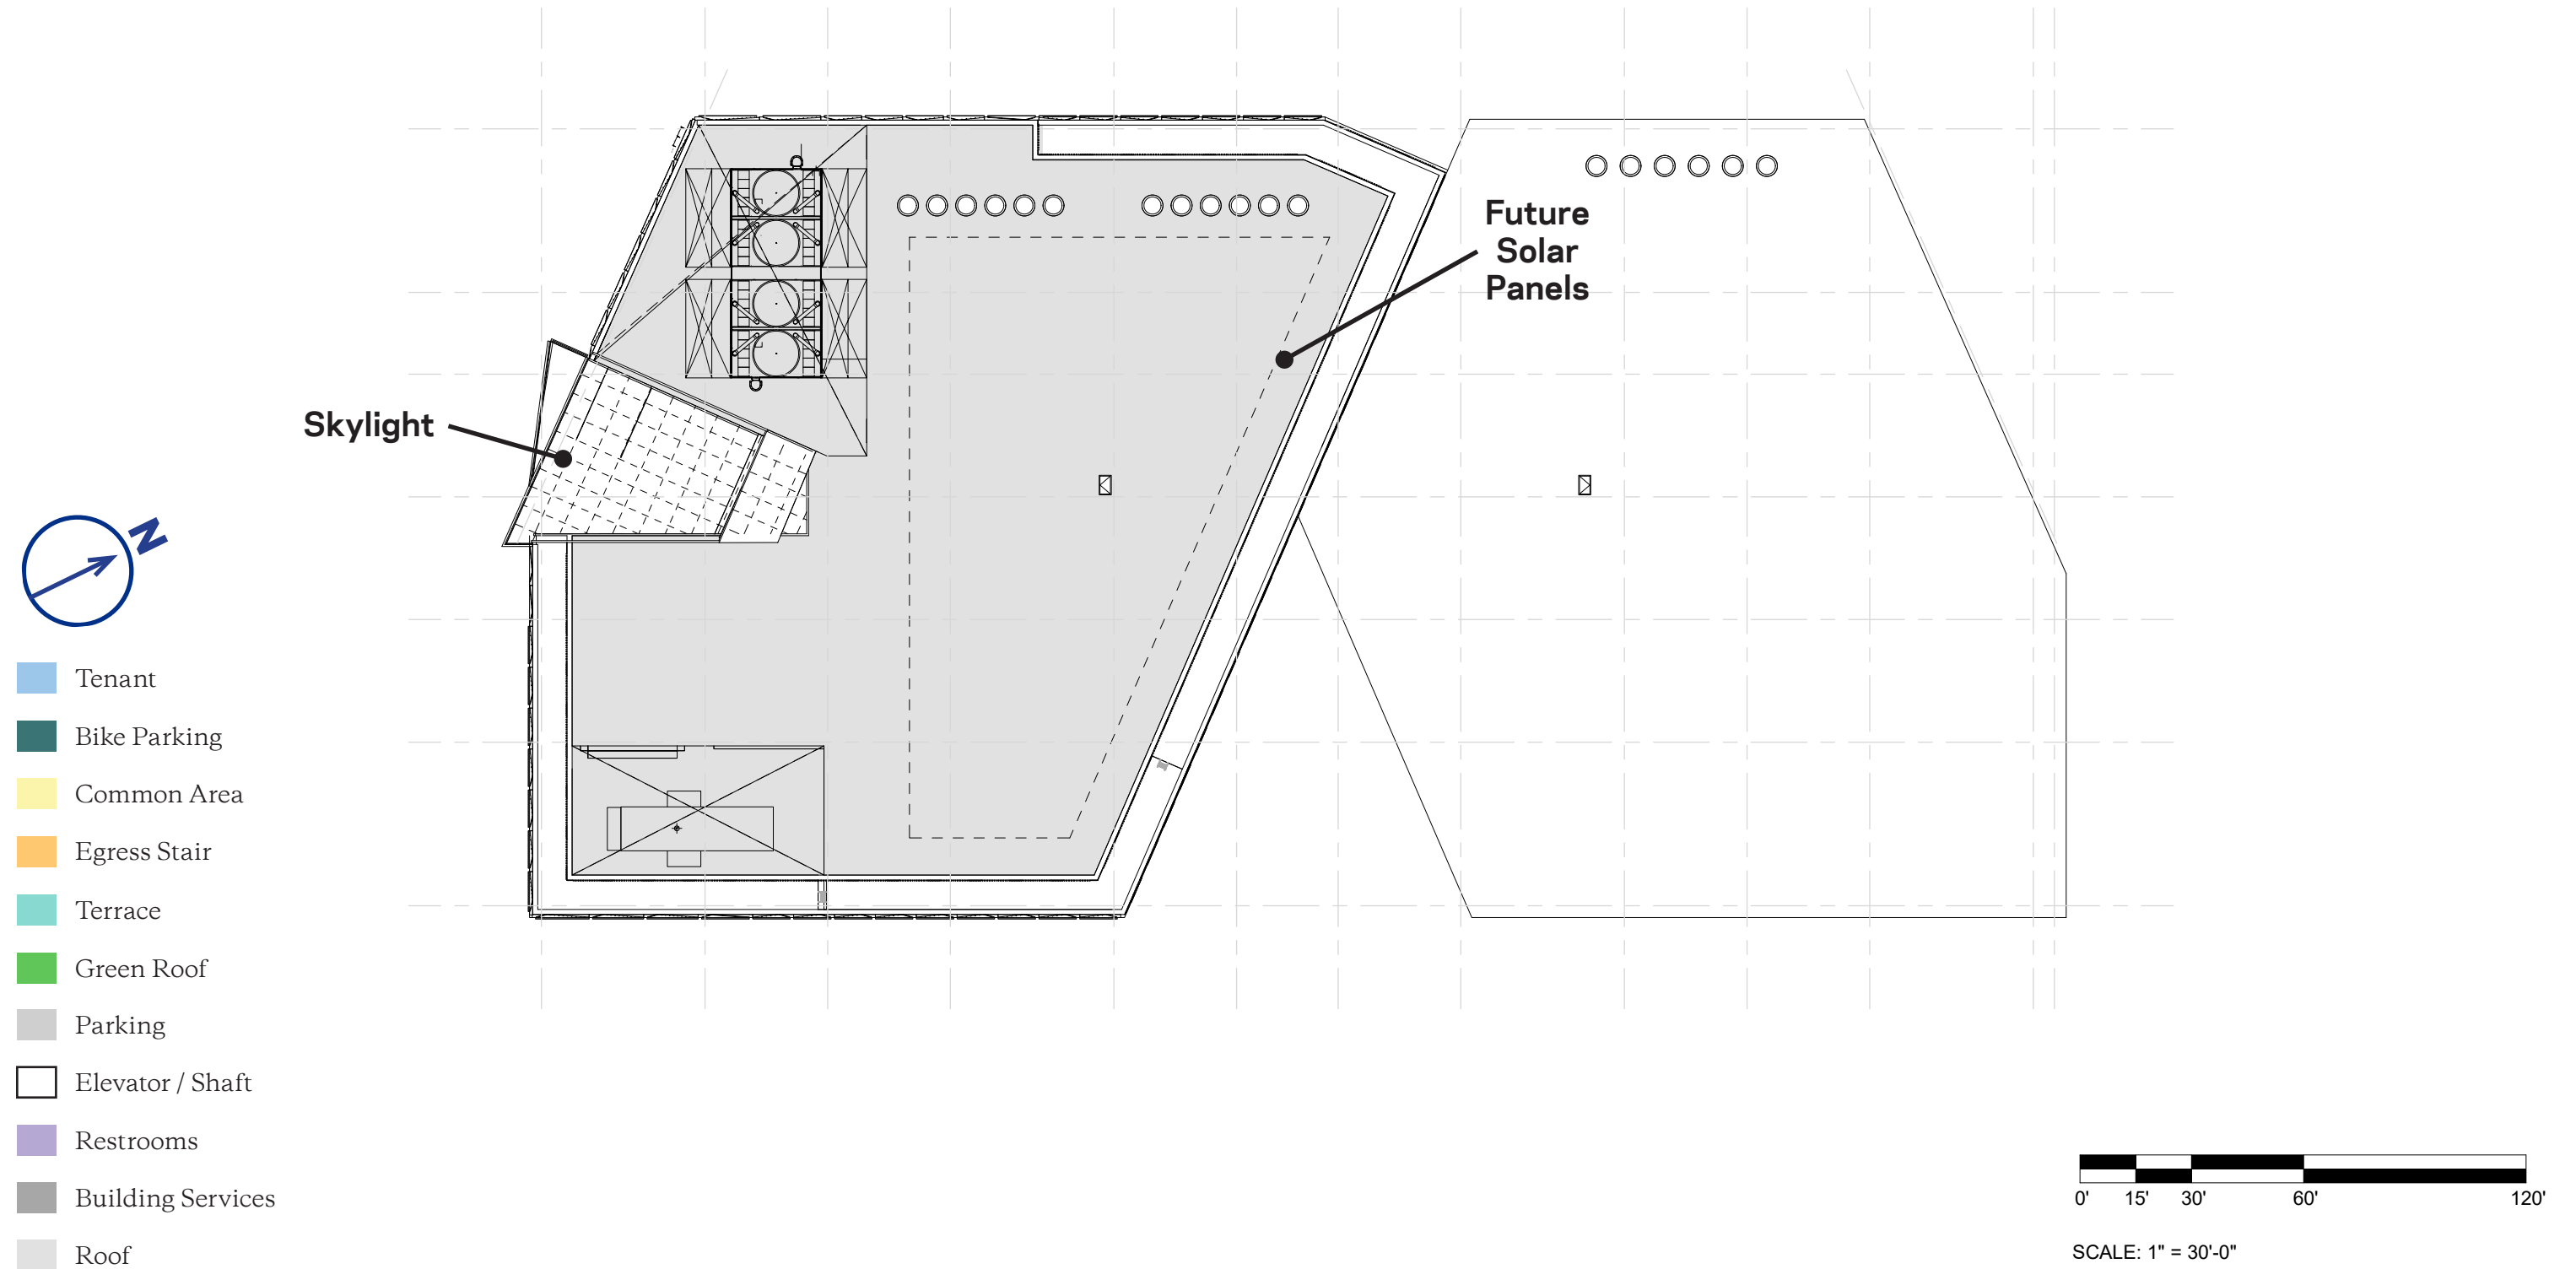 Future
Solar
Panels
Skylight
N
Tenant
Bike Parking
Common Area
Egress Stair
Terrace
Green Roof
Parking
Elevator / Shaft
Restrooms
Building Services
Roof
0' 15' 30' 60' 120'
SCALE: 1" = 30'-0"